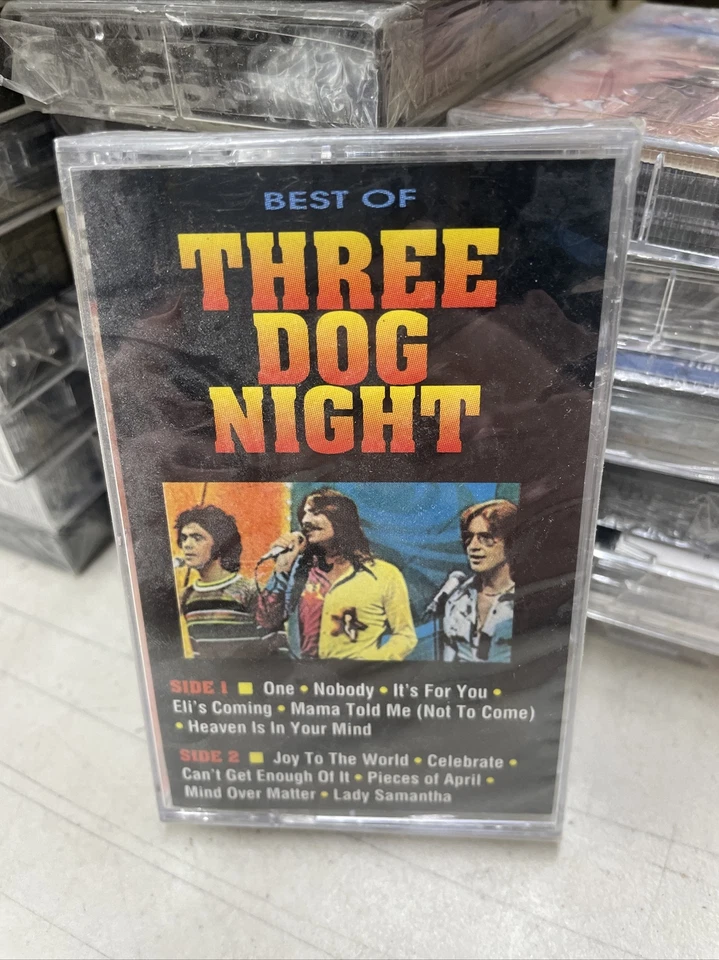 BEST OF
THREE
DOG
NIGHT
SIDE 1 ■ One • Nobody • It's For You •
Eli's Coming • Mama Told Me (Not To Come)
• Heaven Is In Your Mind
SIDE 2 ■ Joy To The World • Celebrate •
Can't Get Enough Of It • Pieces of April •
Mind Over Matter • Lady Samantha